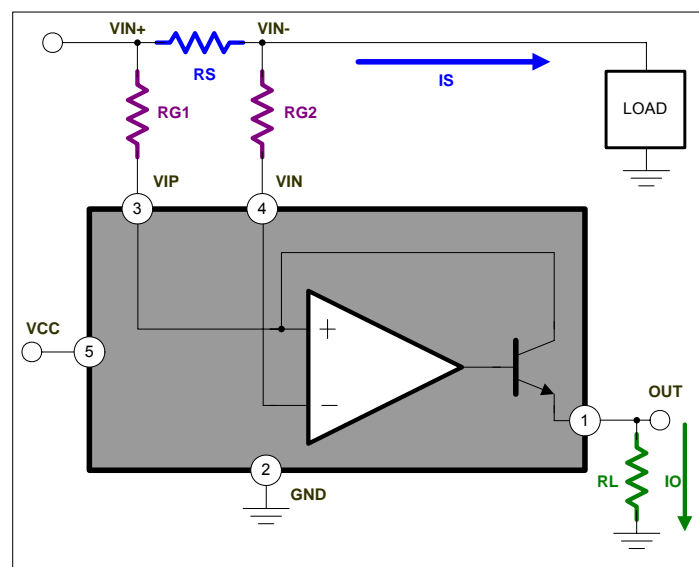 VIN+
VIN-
RS
IS
RG1
RG2
LOAD
VIP
VIN
3
4
+
VCC
5
−
OUT
1
2
GND
RL
IO